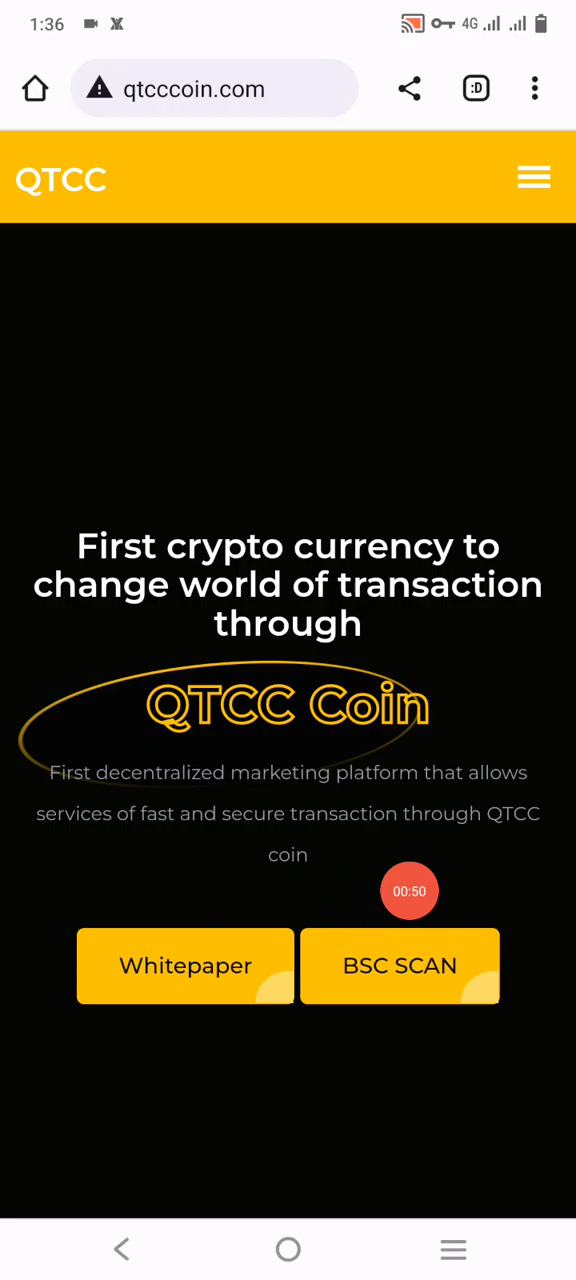 1:36 4G
qtcccoin.com :D
QTCC
First crypto currency to
change world of transaction
through
QTCC Coin
First decentralized marketing platform that allows
services of fast and secure transaction through QTCC
coin
00:50
Whitepaper BSC SCAN